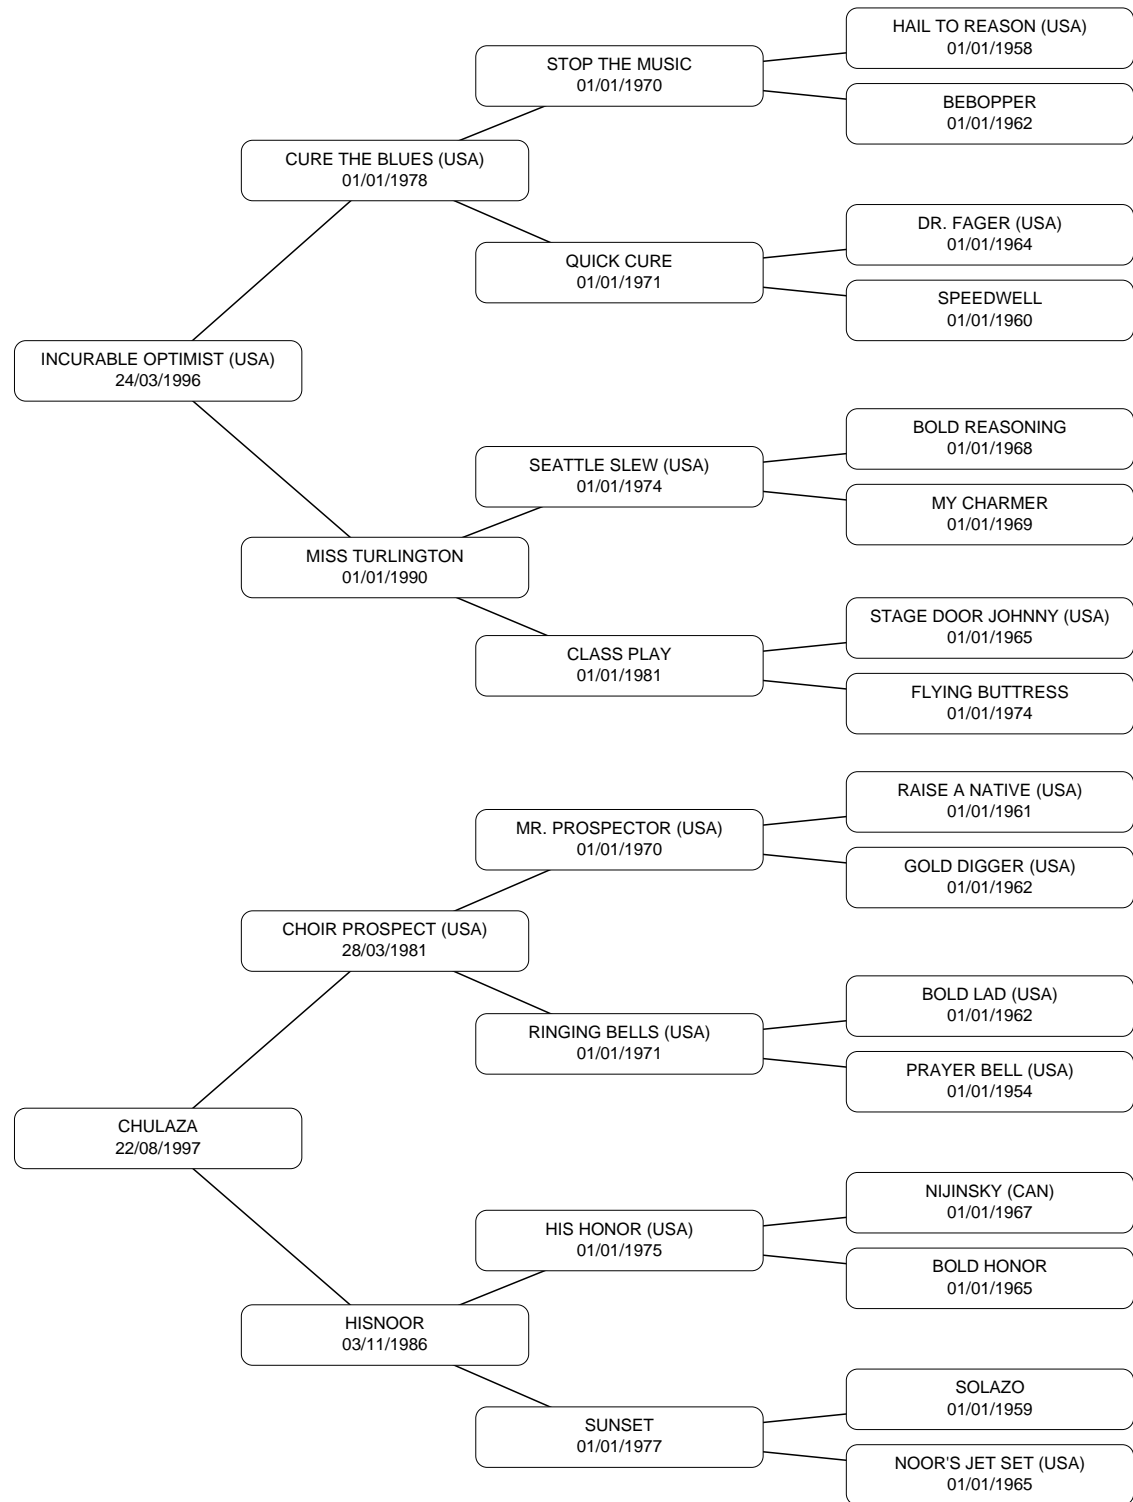 HAIL TO REASON (USA)
01/01/1958
STOP THE MUSIC
01/01/1970
BEBOPPER
01/01/1962
CURE THE BLUES (USA)
01/01/1978
DR. FAGER (USA)
01/01/1964
QUICK CURE
01/01/1971
SPEEDWELL
01/01/1960
INCURABLE OPTIMIST (USA)
24/03/1996
BOLD REASONING
01/01/1968
SEATTLE SLEW (USA)
01/01/1974
MY CHARMER
01/01/1969
MISS TURLINGTON
01/01/1990
STAGE DOOR JOHNNY (USA)
01/01/1965
CLASS PLAY
01/01/1981
FLYING BUTTRESS
01/01/1974
RAISE A NATIVE (USA)
01/01/1961
MR. PROSPECTOR (USA)
01/01/1970
GOLD DIGGER (USA)
01/01/1962
CHOIR PROSPECT (USA)
28/03/1981
BOLD LAD (USA)
01/01/1962
RINGING BELLS (USA)
01/01/1971
PRAYER BELL (USA)
01/01/1954
CHULAZA
22/08/1997
NIJINSKY (CAN)
01/01/1967
HIS HONOR (USA)
01/01/1975
BOLD HONOR
01/01/1965
HISNOOR
03/11/1986
SOLAZO
01/01/1959
SUNSET
01/01/1977
NOOR'S JET SET (USA)
01/01/1965